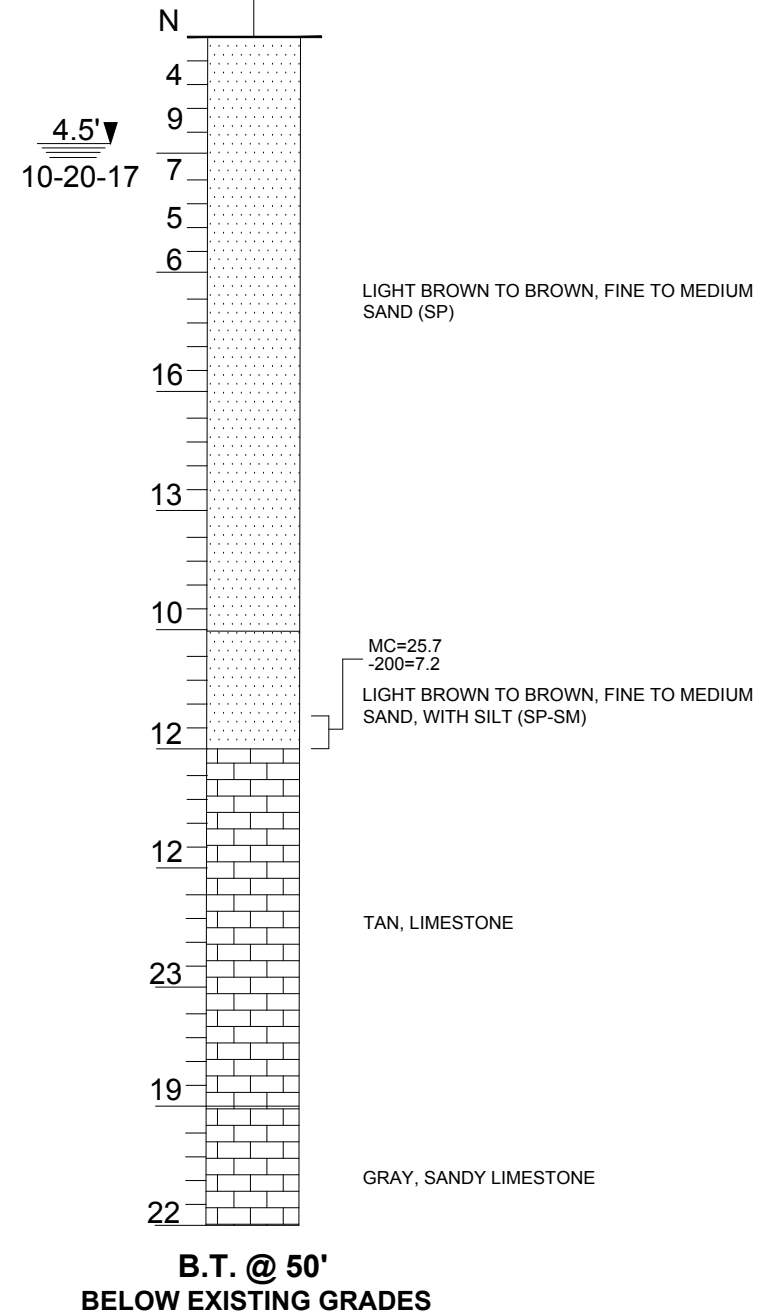 N
4
9
4.5'
10-20-17
7
5
6
LIGHT BROWN TO BROWN, FINE TO MEDIUM
SAND (SP)
16
13
10
MC=25.7
-200=7.2
LIGHT BROWN TO BROWN, FINE TO MEDIUM
SAND, WITH SILT (SP-SM)
12
12
TAN, LIMESTONE
23
19
GRAY, SANDY LIMESTONE
22
B.T. @ 50'
BELOW EXISTING GRADES